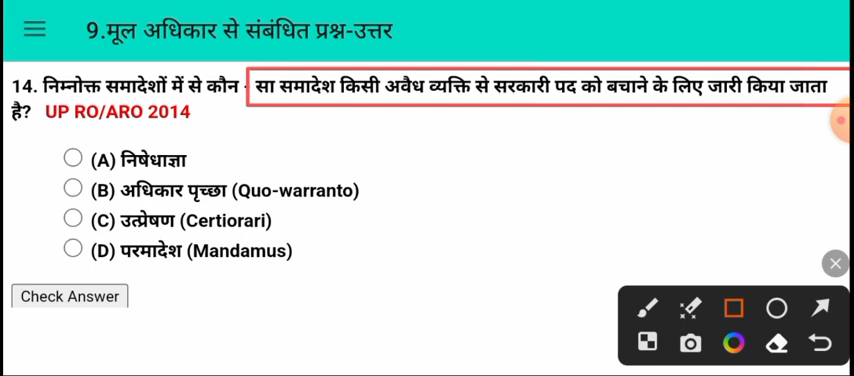 9.मूल अधिकार से संबंधित प्रश्न-उत्तर
14. निम्नोक्त समादेशों में से कौन - सा समादेश किसी अवैध व्यक्ति से सरकारी पद को बचाने के लिए जारी किया जाता
है? UP RO/ARO 2014
(A) निषेधाज्ञा
(B) अधिकार पृच्छा (Quo-warranto)
(C) उत्प्रेषण (Certiorari)
(D) परमादेश (Mandamus)
Check Answer